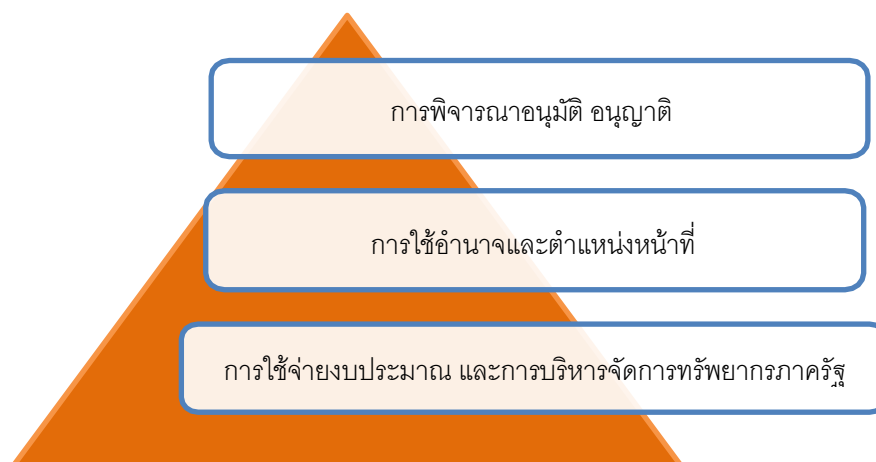 การพิจารณาอนุมัติ อนุญาติ
การใช้อำนาจและตำแหน่งหน้าที่
การใช้จ่ายงบประมาณ และการบริหารจัดการทรัพยากรภาครัฐ